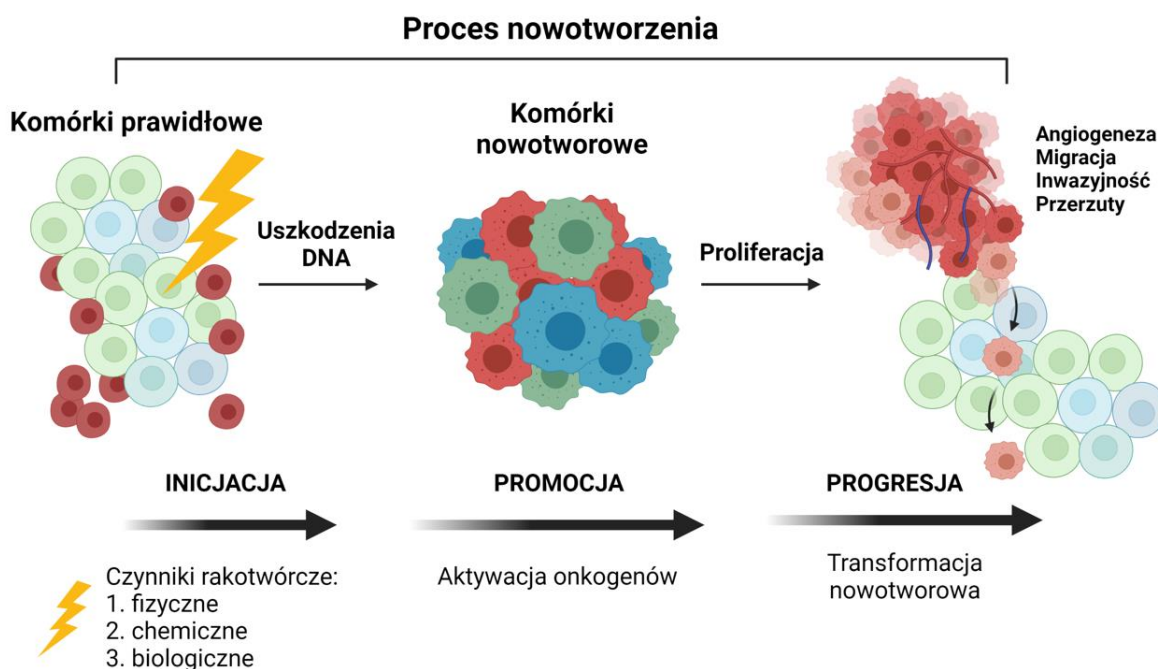 Proces nowotworzenia
Komórki prawidłowe
Komórki
nowotworowe
Angiogeneza
Migracja
Inwazyjność
Przerzuty
Uszkodzenia
DNA
Proliferacja
INICJACJA
PROMOCJA
PROGRESJA
Czynniki rakotwórcze:
1. fizyczne
2. chemiczne
3. biologiczne
Aktywacja onkogenów
Transformacja
nowotworowa